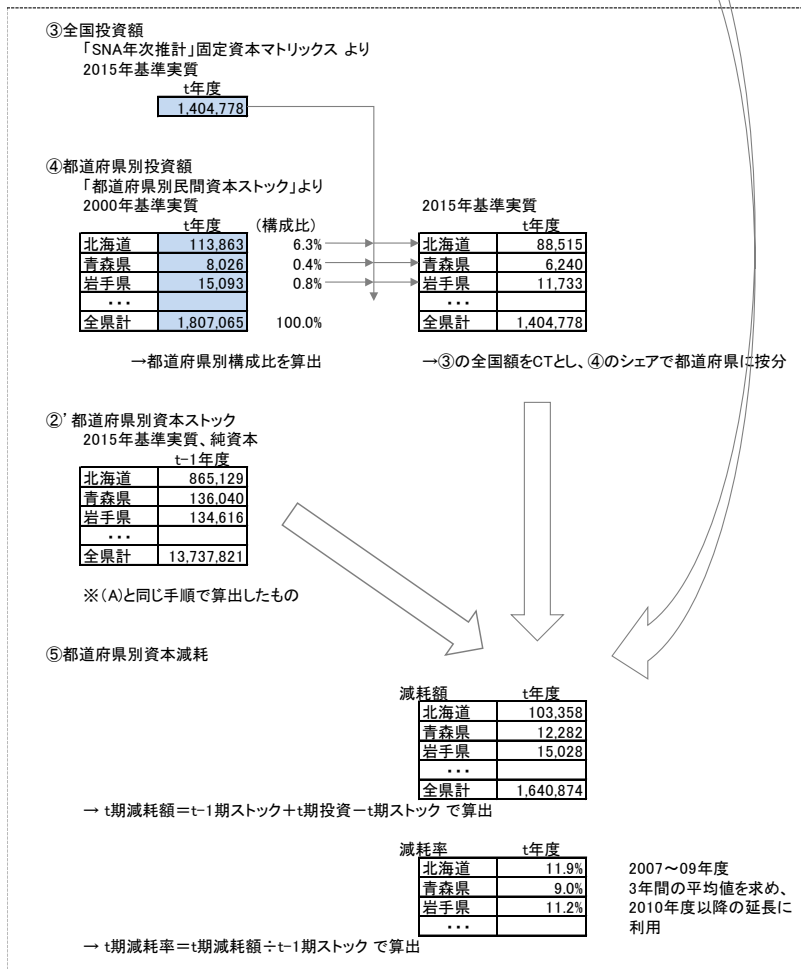 ③全国投資額
「SNA年次推計」固定資本マトリックス より
2015年基準実質
t年度
1,404,778
④都道府県別投資額
「都道府県別民間資本ストック」より
2000年基準実質
t年度 (構成比)
北海道 113,863 6.3%
青森県 8,026 0.4%
岩手県 15,093 0.8%
・・・
全県計 1,807,065 100.0%
→都道府県別構成比を算出
2015年基準実質
t年度
北海道 88,515
青森県 6,240
岩手県 11,733
・・・
全県計 1,404,778
→③の全国額をCTとし、④のシェアで都道府県に按分
②' 都道府県別資本ストック
2015年基準実質、純資本
t-1年度
北海道 865,129
青森県 136,040
岩手県 134,616
・・・
全県計 13,737,821
※(A)と同じ手順で算出したもの
⑤都道府県別資本減耗
減耗額 t年度
北海道 103,358
青森県 12,282
岩手県 15,028
・・・
全県計 1,640,874
→ t期減耗額=t-1期ストック+t期投資-t期ストック で算出
減耗率 t年度
北海道 11.9%
青森県 9.0%
岩手県 11.2%
・・・
2007~09年度
3年間の平均値を求め、
2010年度以降の延長に
利用
→ t期減耗率=t期減耗額÷t-1期ストック で算出